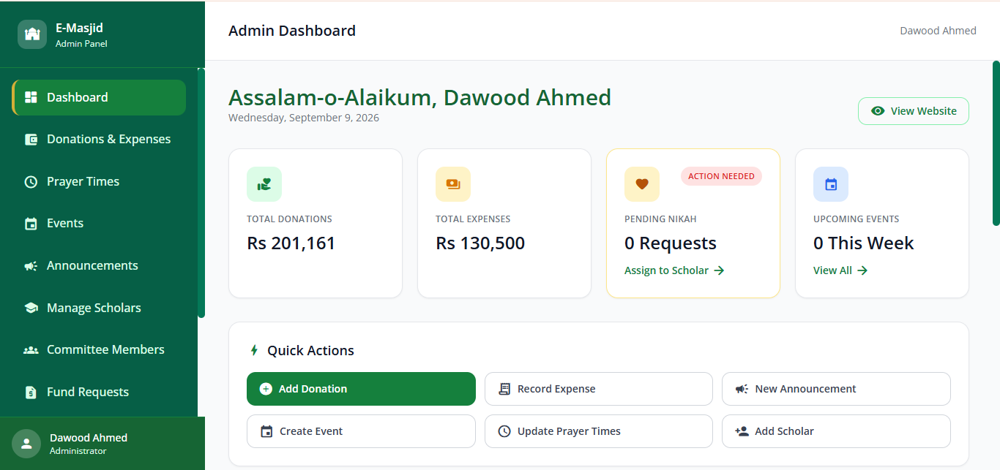 E-Masjid
Admin Panel
Dashboard
Donations & Expenses
Prayer Times
Events
Announcements
Manage Scholars
Committee Members
Fund Requests
Dawood Ahmed
Administrator
Admin Dashboard
Dawood Ahmed
Assalam-o-Alaikum, Dawood Ahmed
Wednesday, September 9, 2026
View Website
TOTAL DONATIONS
Rs 201,161
TOTAL EXPENSES
Rs 130,500
ACTION NEEDED
PENDING NIKAH
0 Requests
Assign to Scholar
UPCOMING EVENTS
0 This Week
View All
Quick Actions
Add Donation
Record Expense
New Announcement
Create Event
Update Prayer Times
Add Scholar